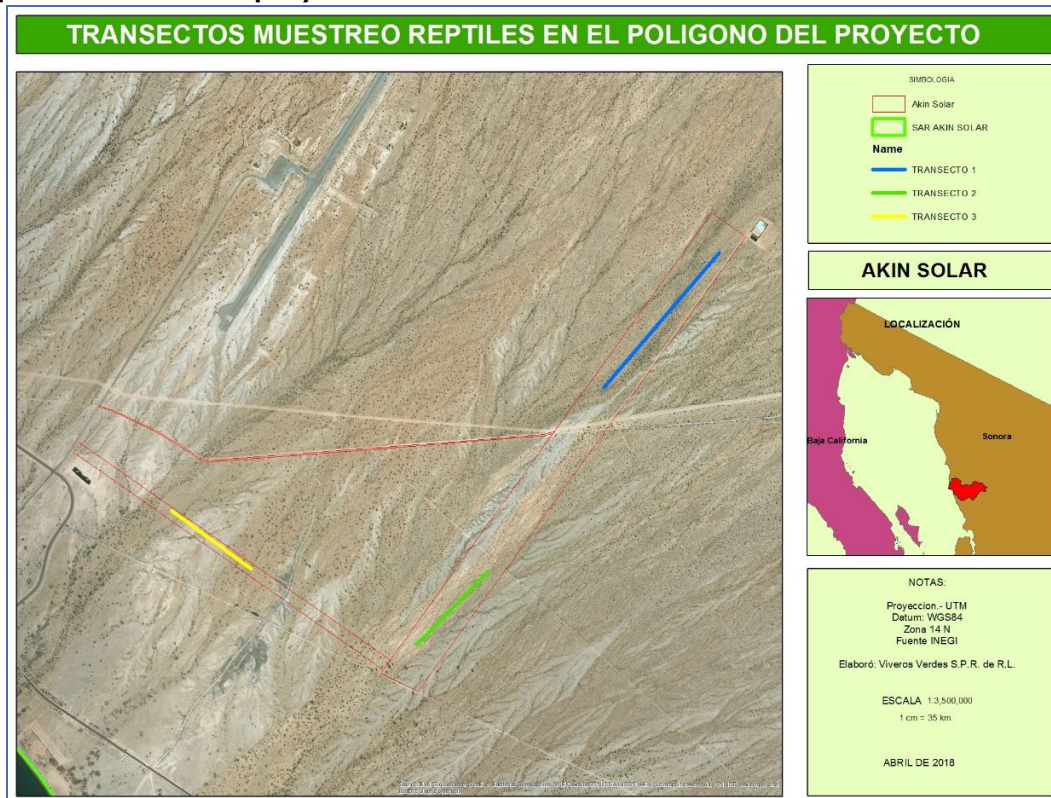 TRANSECTOS MUESTREO REPTILES EN EL POLIGONO DEL PROYECTO
SIMBOLOGIA
Akin Solar
SAR AKIN SOLAR
Name
TRANSECTO 1
TRANSECTO 2
TRANSECTO 3
AKIN SOLAR
LOCALIZACIÓN
Baja California
Sonora
NOTAS:
Proyeccion.- UTM
Datum: WGS84
Zona 14 N
Fuente INEGI
Elaboró: Viveros Verdes S.P.R. de R.L.
ESCALA 1:3,500,000
1 cm = 35 km
ABRIL DE 2018